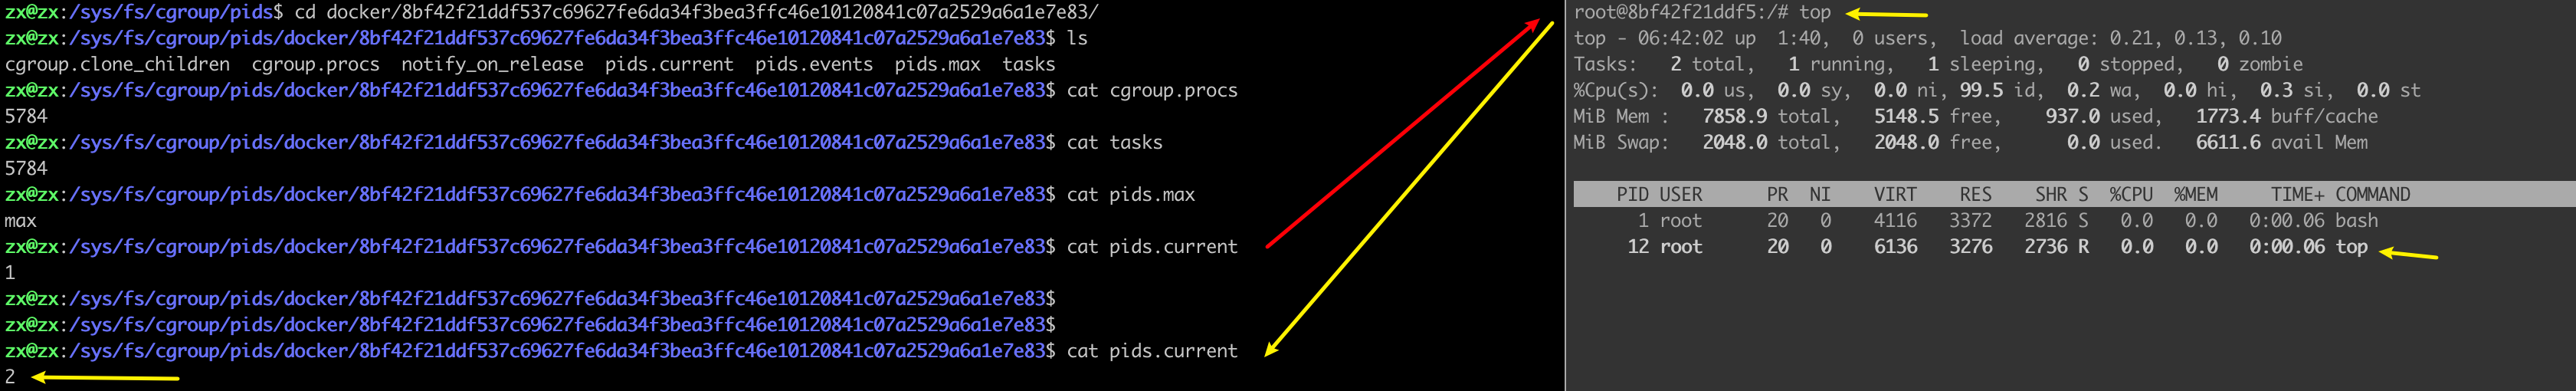 zx@zx:/sys/fs/cgroup/pids$ cd docker/8bf42f21ddf537c69627fe6da34f3bea3ffc46e10120841c07a2529a6a1e7e83/
zx@zx:/sys/fs/cgroup/pids/docker/8bf42f21ddf537c69627fe6da34f3bea3ffc46e10120841c07a2529a6a1e7e83$ ls
cgroup.clone_children  cgroup.procs  notify_on_release  pids.current  pids.events  pids.max  tasks
zx@zx:/sys/fs/cgroup/pids/docker/8bf42f21ddf537c69627fe6da34f3bea3ffc46e10120841c07a2529a6a1e7e83$ cat cgroup.procs
5784
zx@zx:/sys/fs/cgroup/pids/docker/8bf42f21ddf537c69627fe6da34f3bea3ffc46e10120841c07a2529a6a1e7e83$ cat tasks
5784
zx@zx:/sys/fs/cgroup/pids/docker/8bf42f21ddf537c69627fe6da34f3bea3ffc46e10120841c07a2529a6a1e7e83$ cat pids.max
max
zx@zx:/sys/fs/cgroup/pids/docker/8bf42f21ddf537c69627fe6da34f3bea3ffc46e10120841c07a2529a6a1e7e83$ cat pids.current
1
zx@zx:/sys/fs/cgroup/pids/docker/8bf42f21ddf537c69627fe6da34f3bea3ffc46e10120841c07a2529a6a1e7e83$
zx@zx:/sys/fs/cgroup/pids/docker/8bf42f21ddf537c69627fe6da34f3bea3ffc46e10120841c07a2529a6a1e7e83$
zx@zx:/sys/fs/cgroup/pids/docker/8bf42f21ddf537c69627fe6da34f3bea3ffc46e10120841c07a2529a6a1e7e83$ cat pids.current
2
root@8bf42f21ddf5:/# top
top - 06:42:02 up  1:40,  0 users,  load average: 0.21, 0.13, 0.10
Tasks:   2 total,   1 running,   1 sleeping,   0 stopped,   0 zombie
%Cpu(s):  0.0 us,  0.0 sy,  0.0 ni, 99.5 id,  0.2 wa,  0.0 hi,  0.3 si,  0.0 st
MiB Mem :   7858.9 total,   5148.5 free,    937.0 used,   1773.4 buff/cache
MiB Swap:   2048.0 total,   2048.0 free,      0.0 used.   6611.6 avail Mem
PID USER      PR  NI    VIRT    RES    SHR S  %CPU  %MEM     TIME+ COMMAND
1 root      20   0    4116   3372   2816 S   0.0   0.0   0:00.06 bash
12 root      20   0    6136   3276   2736 R   0.0   0.0   0:00.06 top